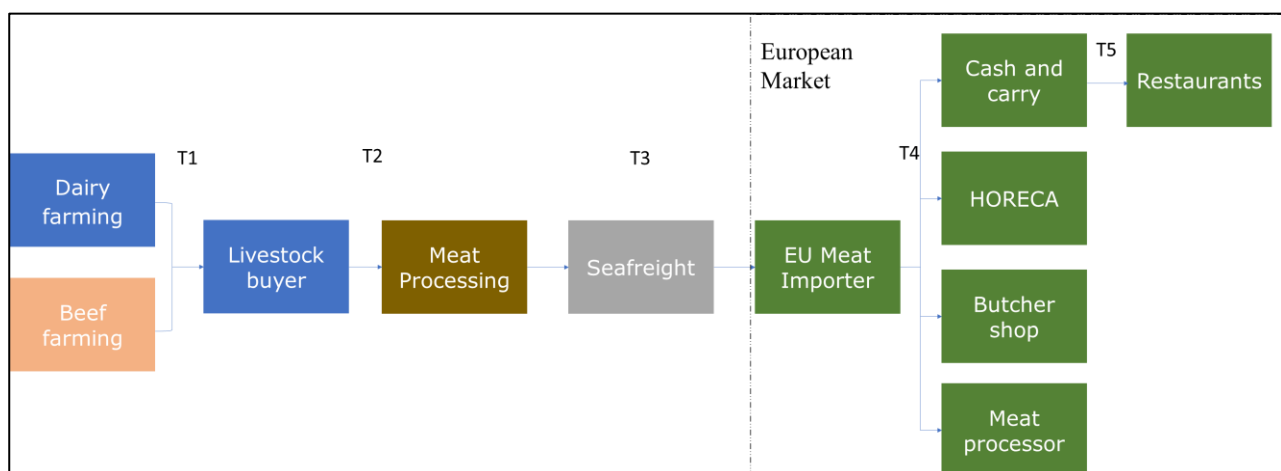 European
Market
Cash and
carry
T5
Restaurants
T1
T2
T3
T4
Dairy
farming
HORECA
Livestock
buyer
Meat
Processing
Seafreight
EU Meat
Importer
Beef
farming
Butcher
shop
Meat
processor